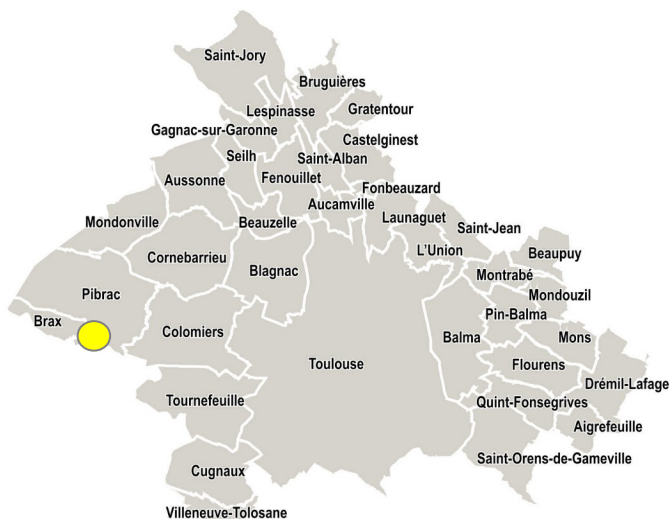 Saint-Jory
Bruguières
Lespinasse
Gratentour
Gagnac-sur-Garonne
Castelginest
Seilh
Saint-Alban
Fenouillet
Aussonne
Fonbeauzard
Aucamville
Mondonville
Beauzelle
Launaguet
Saint-Jean
L'Union
Beaupuy
Cornebarrieu
Blagnac
Montrabé
Pibrac
Mondouzil
Brax
Pin-Balma
Colomiers
Balma
Mons
Toulouse
Flourens
Drémil-Lafage
Tournefeuille
Quint-Fonsegrives
Aigrefeuille
Saint-Orens-de-Gameville
Cugnaux
Villeneuve-Tolosane